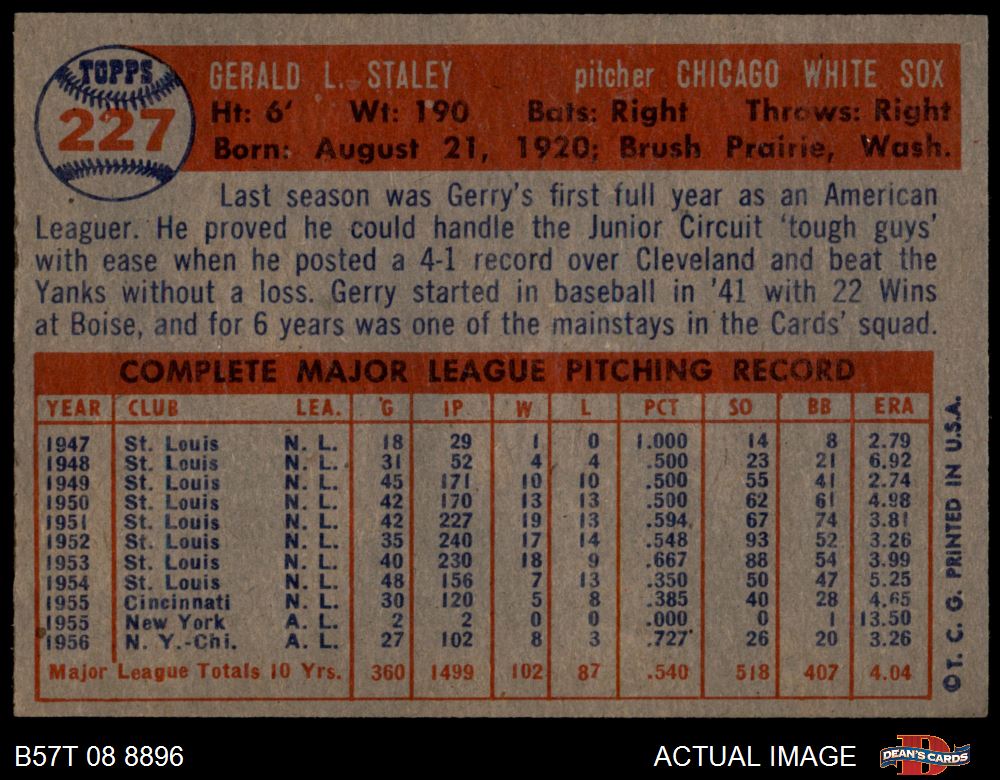 TOPPS
227
GERALD L. STALEY pitcher CHICAGO WHITE SOX
Ht: 6' Wt: 190 Bats: Right Throws: Right
Born: August 21, 1920; Brush Prairie, Wash.
Last season was Gerry's first full year as an American
Leaguer. He proved he could handle the Junior Circuit 'tough guys'
with ease when he posted a 4-1 record over Cleveland and beat the
Yanks without a loss. Gerry started in baseball in '41 with 22 Wins
at Boise, and for 6 years was one of the mainstays in the Cards' squad.
COMPLETE MAJOR LEAGUE PITCHING RECORD
YEAR CLUB LEA. G IP W L PCT SO BB ERA
1947 St. Louis N. L. 18 29 1 0 1.000 14 8 2.79
1948 St. Louis N. L. 31 52 4 4 .500 23 21 6.92
1949 St. Louis N. L. 45 171 10 10 .500 55 41 2.74
1950 St. Louis N. L. 42 170 13 13 .500 62 61 4.98
1951 St. Louis N. L. 42 227 19 13 .594 67 74 3.81
1952 St. Louis N. L. 35 240 17 14 .548 93 52 3.26
1953 St. Louis N. L. 40 230 18 9 .667 88 54 3.99
1954 St. Louis N. L. 48 156 7 13 .350 50 47 5.25
1955 Cincinnati N. L. 30 120 5 8 .385 40 28 4.65
1955 New York A. L. 2 2 0 0 .000 0 1 13.50
1956 N. Y.-Chi. A. L. 27 102 8 3 .727 26 20 3.26
Major League Totals 10 Yrs. 360 1499 102 87 .540 518 407 4.04
©T. C. G. PRINTED IN U.S.A.
B57T 08 8896 ACTUAL IMAGE DEAN'S CARDS